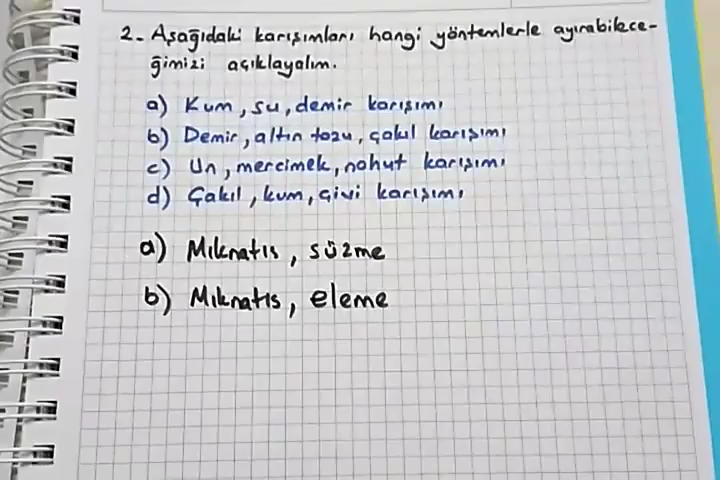 2- Aşağıdaki karışımları hangi yöntemlerle ayırabilece-
ğimizi açıklayalım.
a) Kum, su, demir karışımı
b) Demir, altın tozu, çakıl karışımı
c) Un, mercimek, nohut karışımı
d) Çakıl, kum, çivi karışımı
a) Mıknatıs, süzme
b) Mıknatıs, eleme